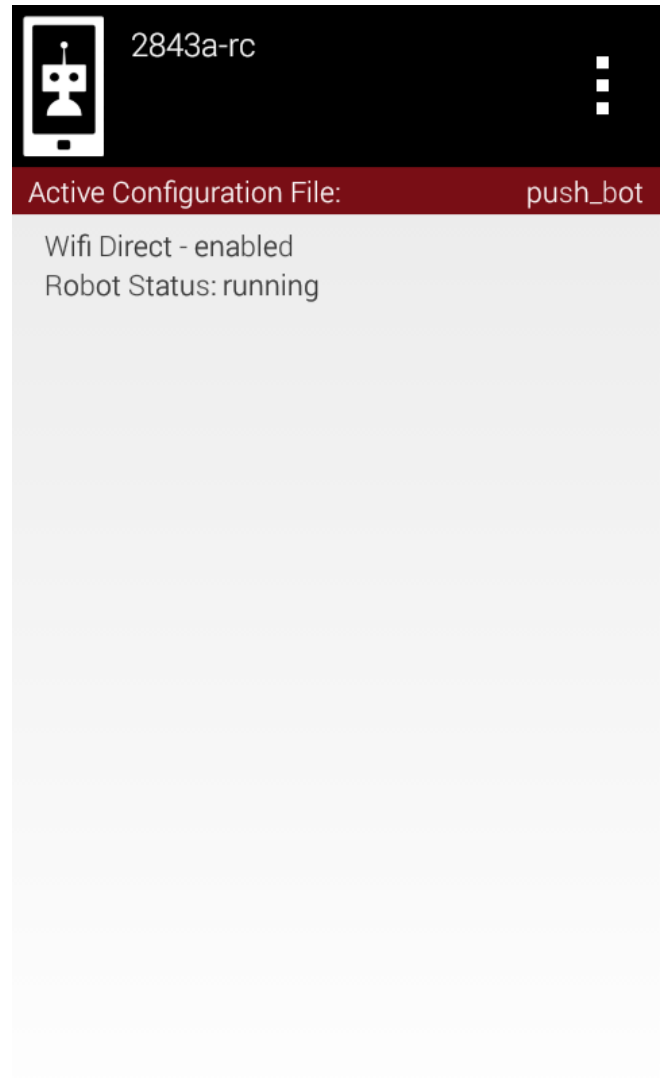 2843a-rc
Active Configuration File: push_bot
Wifi Direct - enabled
Robot Status: running